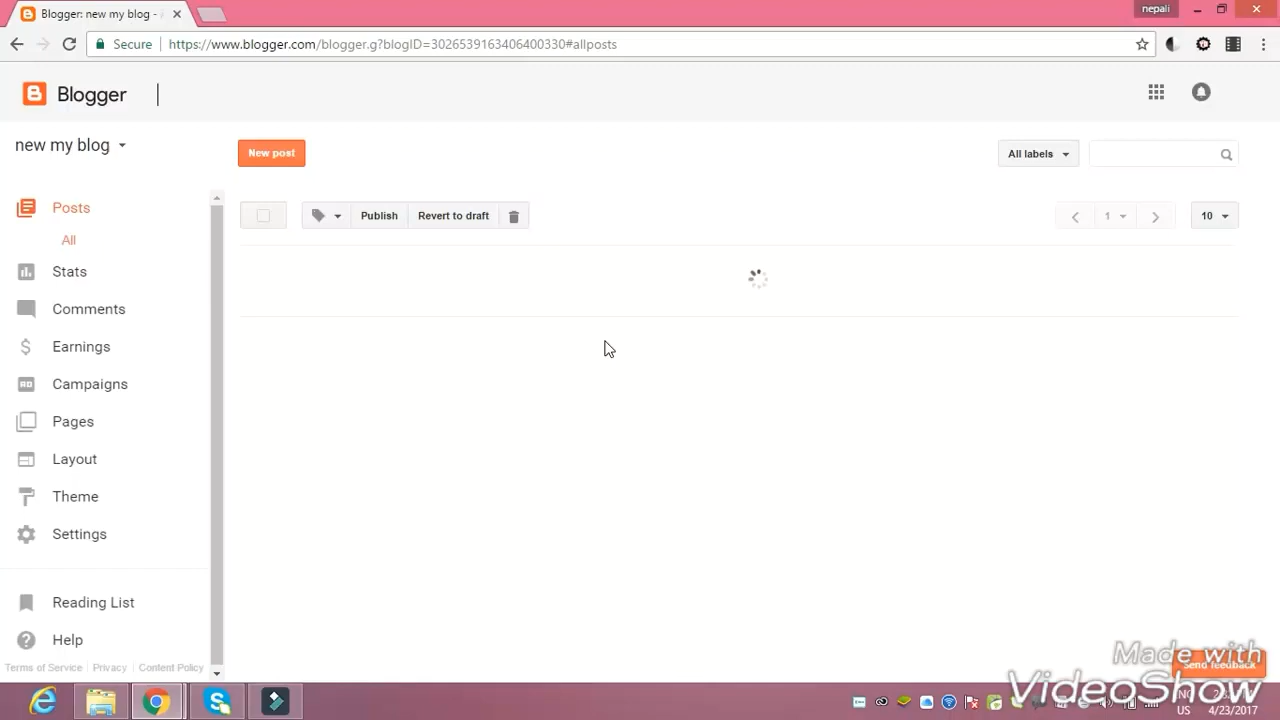 Blogger: new my blog -
nepali
Secure
https://www.blogger.com/blogger.g?blogID=3026539163406400330#allposts
Blogger
new my blog
New post
All labels
Posts
Publish
Revert to draft
1
10
All
Stats
Comments
Earnings
Campaigns
Pages
Layout
Theme
Settings
Reading List
Help
Terms of Service
Privacy
Content Policy
Made with
Send feedback
VideoShow
US
4/23/2017